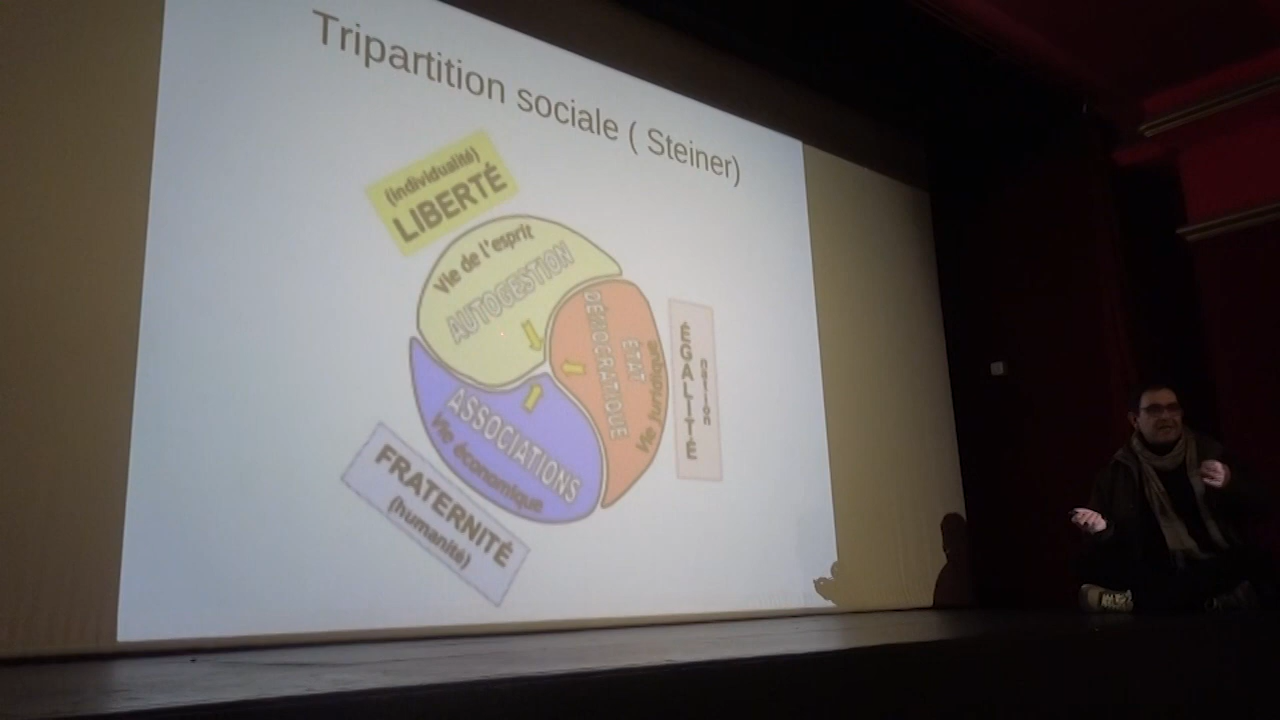 Tripartition sociale ( Steiner)
(individualité)
LIBERTÉ
Vie de l'esprit
AUTOGESTION
ÉTAT
DÉMOCRATIQUE
Vie juridique
nation
ÉGALITÉ
ASSOCIATIONS
Vie économique
FRATERNITÉ
(humanité)